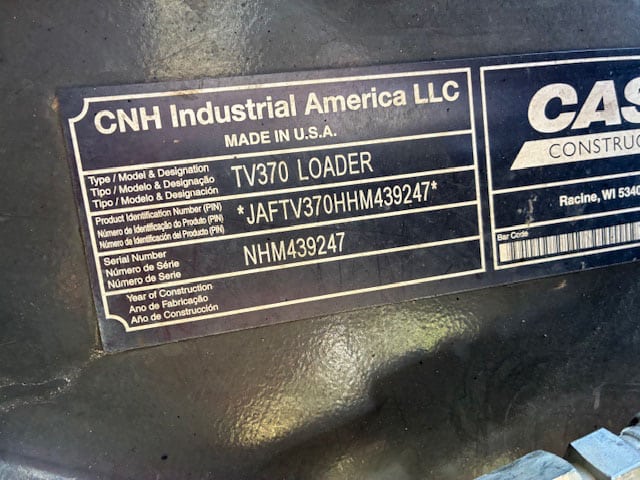 CNH Industrial America LLC
MADE IN U.S.A.
Type / Model & Designation
Tipo / Modelo & Designação
Tipo / Modelo & Designación
TV370 LOADER
Product Identification Number (PIN)
Número de Identificação do Produto (PIN)
Número de Identificación del Producto (PIN)
*JAFTV370HHM439247*
Serial Number
Número de Série
Número de Serie
NHM439247
Year of Construction
Ano de Fabricação
Año de Construcción
CAS
CONSTRUC
Racine, WI 5340
Bar Code